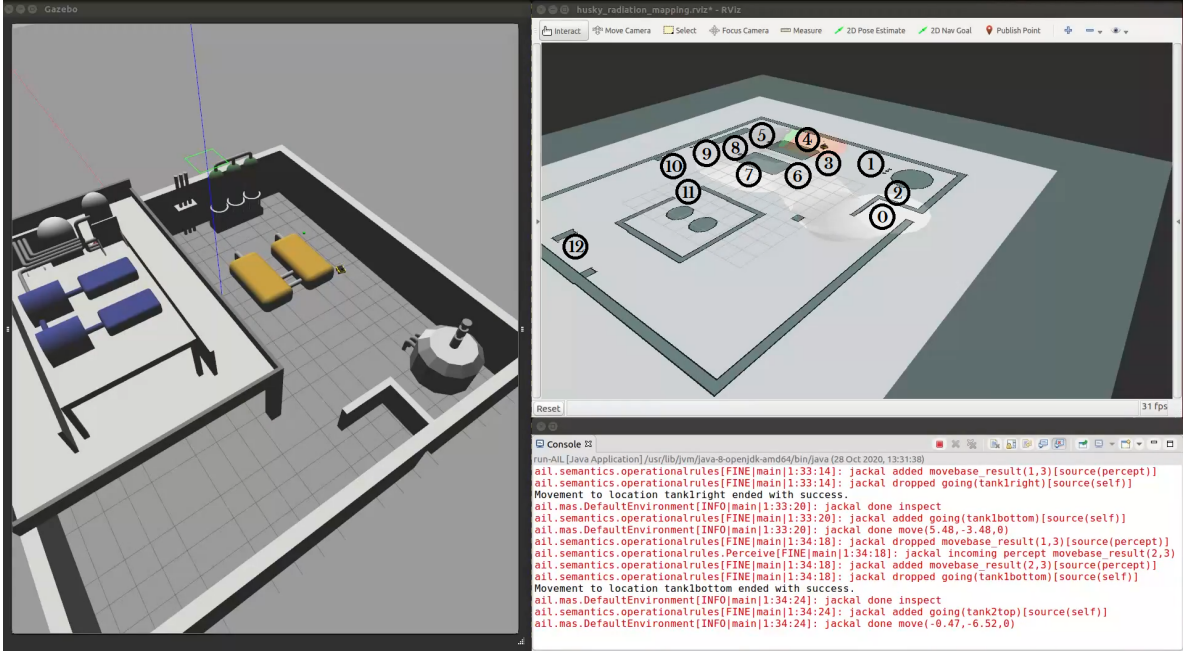 Gazebo
husky_radiation_mapping.rviz* - RViz
Interact Move Camera Select Focus Camera Measure 2D Pose Estimate 2D Nav Goal Publish Point
5 4
9 8 3 1
10 7 6
11 2
0
12
Reset 31 fps
Console
run-AIL [Java Application] /usr/lib/jvm/java-8-openjdk-amd64/bin/java (28 Oct 2020, 13:31:38)
ail.semantics.operationalrules[FINE|main|1:33:14]: jackal added movebase_result(1,3)[source(percept)]
ail.semantics.operationalrules[FINE|main|1:33:14]: jackal dropped going(tank1right)[source(self)]
Movement to location tank1right ended with success.
ail.mas.DefaultEnvironment[INFO|main|1:33:20]: jackal done inspect
ail.semantics.operationalrules[FINE|main|1:33:20]: jackal added going(tank1bottom)[source(self)]
ail.mas.DefaultEnvironment[INFO|main|1:33:20]: jackal done move(5.48,-3.48,0)
ail.semantics.operationalrules[FINE|main|1:34:18]: jackal dropped movebase_result(1,3)[source(percept)]
ail.semantics.operationalrules.Perceive[FINE|main|1:34:18]: jackal incoming percept movebase_result(2,3)
ail.semantics.operationalrules[FINE|main|1:34:18]: jackal added movebase_result(2,3)[source(percept)]
ail.semantics.operationalrules[FINE|main|1:34:18]: jackal dropped going(tank1bottom)[source(self)]
Movement to location tank1bottom ended with success.
ail.mas.DefaultEnvironment[INFO|main|1:34:24]: jackal done inspect
ail.semantics.operationalrules[FINE|main|1:34:24]: jackal added going(tank2top)[source(self)]
ail.mas.DefaultEnvironment[INFO|main|1:34:24]: jackal done move(-0.47,-6.52,0)